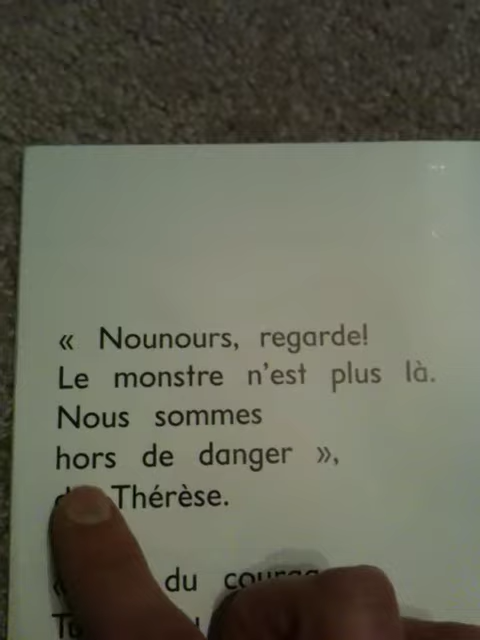 « Nounours, regarde!
Le monstre n'est plus là.
Nous sommes
hors de danger »,
Thérèse.
« du